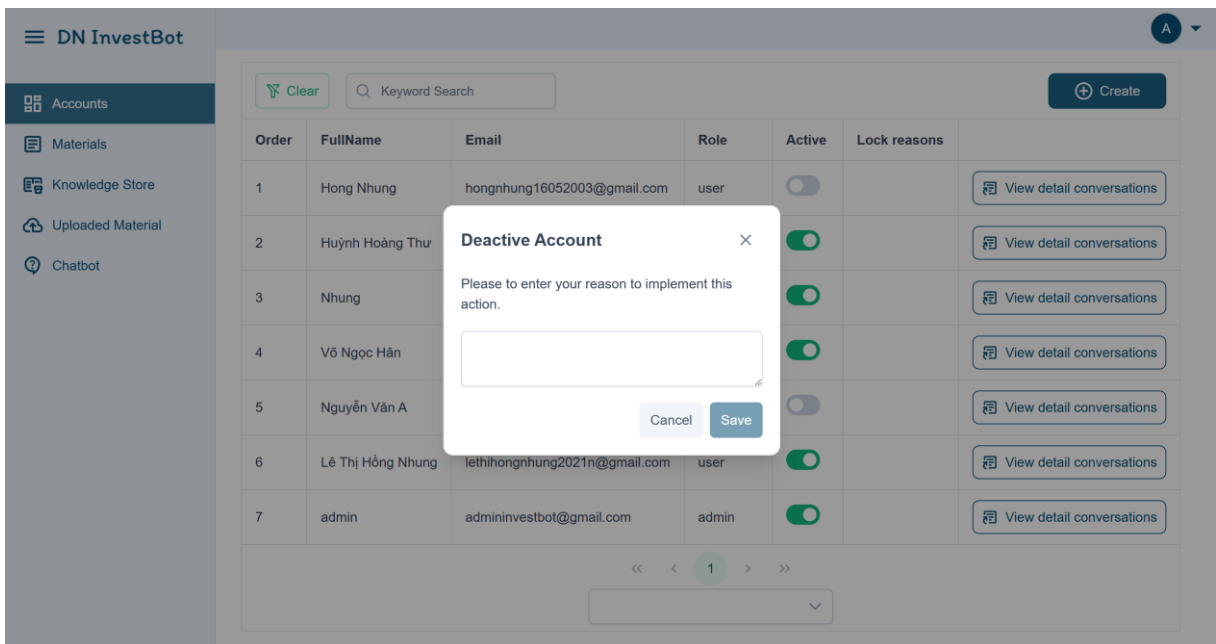 DN InvestBot
A
Accounts
Materials
Knowledge Store
Uploaded Material
Chatbot
Clear
Keyword Search
Create
Order FullName Email Role Active Lock reasons
1 Hong Nhung hongnhung16052003@gmail.com user View detail conversations
2 Huỳnh Hoàng Thư View detail conversations
3 Nhung View detail conversations
4 Võ Ngọc Hân View detail conversations
5 Nguyễn Văn A View detail conversations
6 Lê Thị Hồng Nhung lethihongnhung2021n@gmail.com user View detail conversations
7 admin admininvestbot@gmail.com admin View detail conversations
Deactive Account
Please to enter your reason to implement this
action.
Cancel Save
<< < 1 > >>